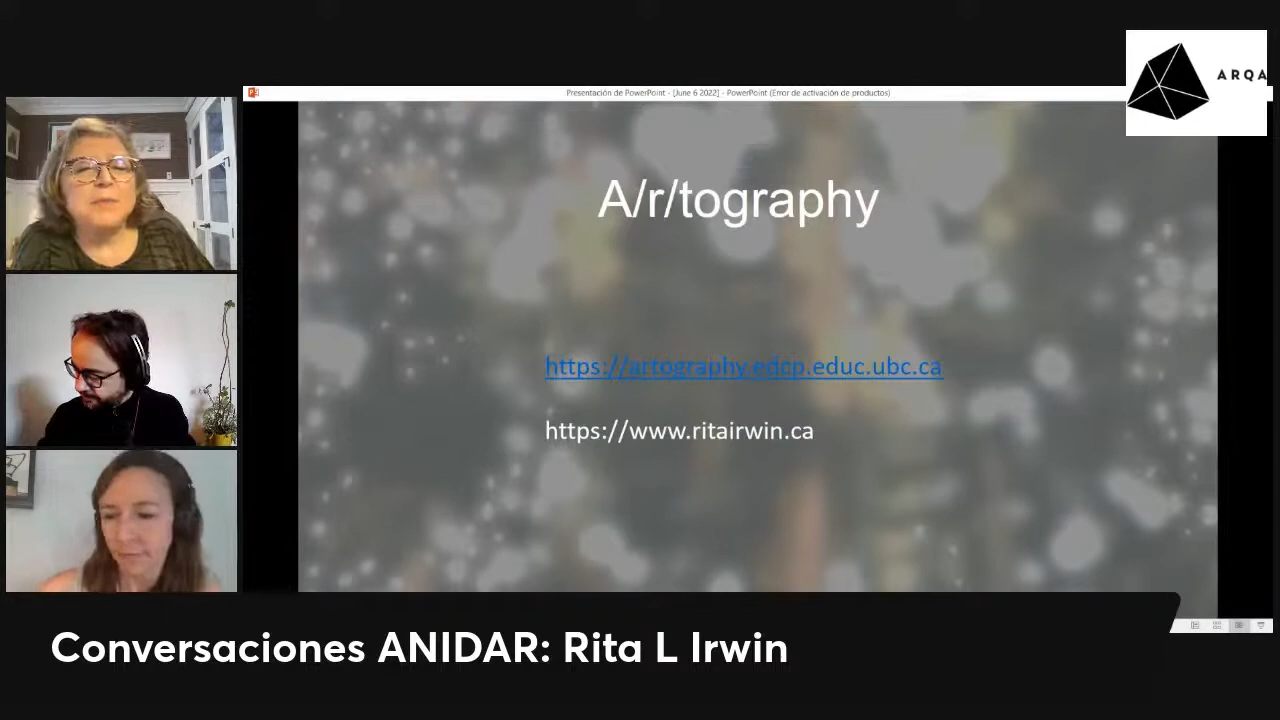 ARQA
Presentación de PowerPoint - [June 6 2022] - PowerPoint (Error de activación de productos)
A/r/tography
https://artography.edcp.educ.ubc.ca
https://www.ritairwin.ca
Conversaciones ANIDAR: Rita L Irwin